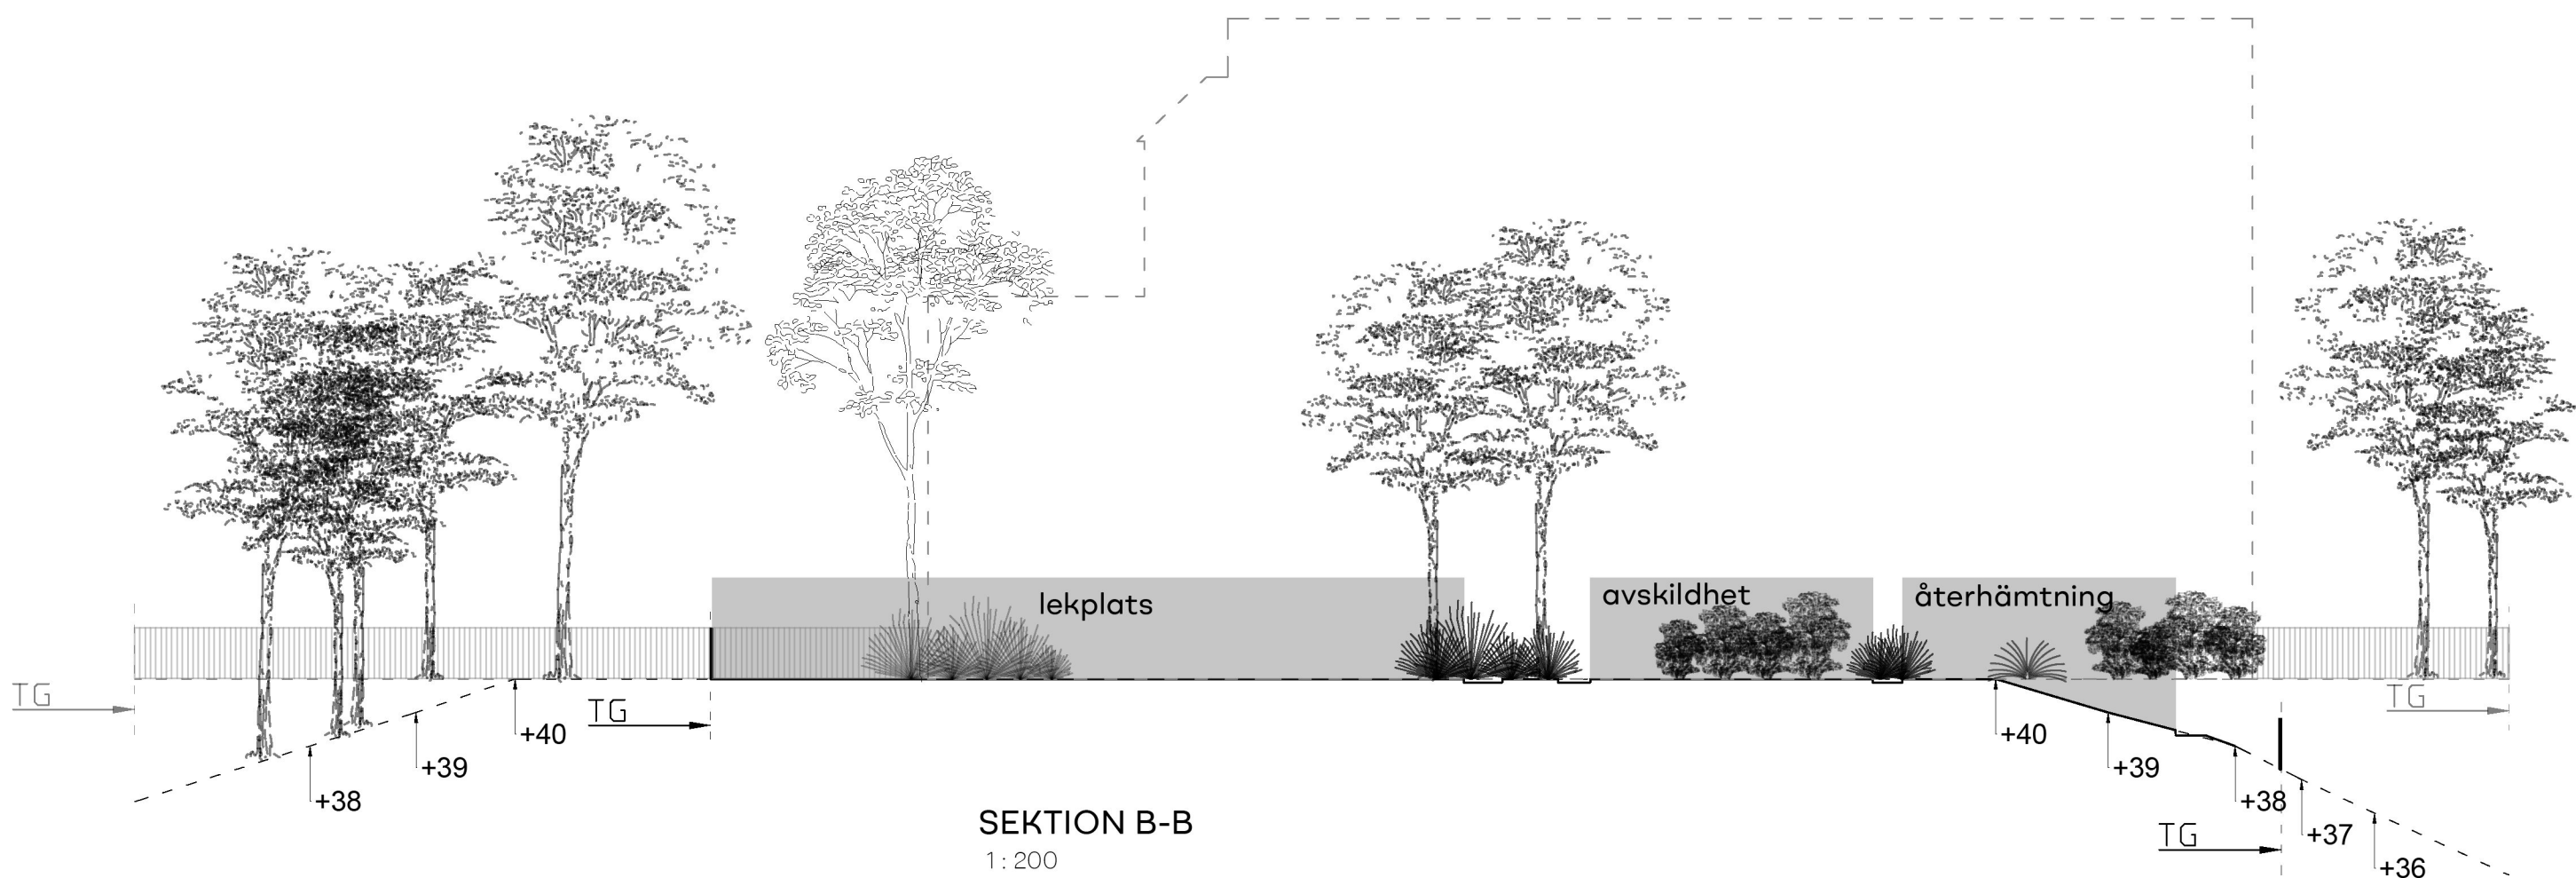 lekplats
avskildhet
återhämtning
TG
TG
TG
+40
+40
+39
+39
+38
+38
SEKTION B-B
TG
+37
1:200
+36